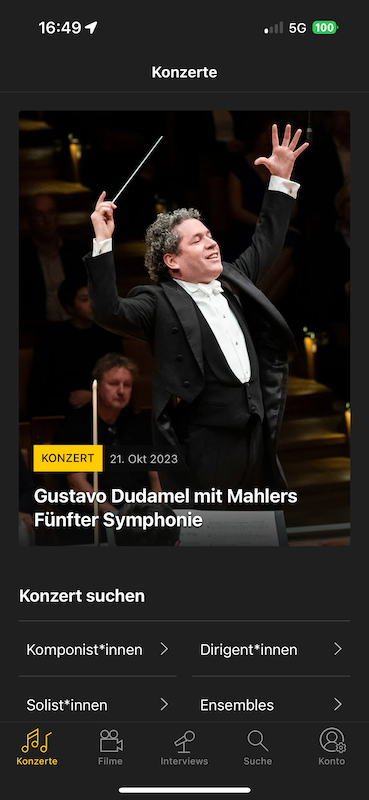 16:49
5G
100
Konzerte
KONZERT
21. Okt 2023
Gustavo Dudamel mit Mahlers
Fünfter Symphonie
Konzert suchen
Komponist*innen
Dirigent*innen
Solist*innen
Ensembles
Konzerte
Filme
Interviews
Suche
Konto